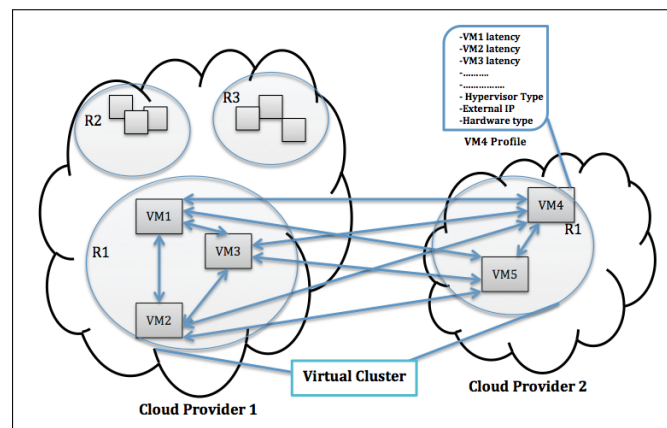 -VM1 latency
-VM2 latency
-VM3 latency
-..........
-................
- Hypervisor Type
-External IP
-Hardware type
VM4 Profile
R2
R3
VM1
VM4
R1
R1
VM3
VM5
VM2
Virtual Cluster
Cloud Provider 1
Cloud Provider 2